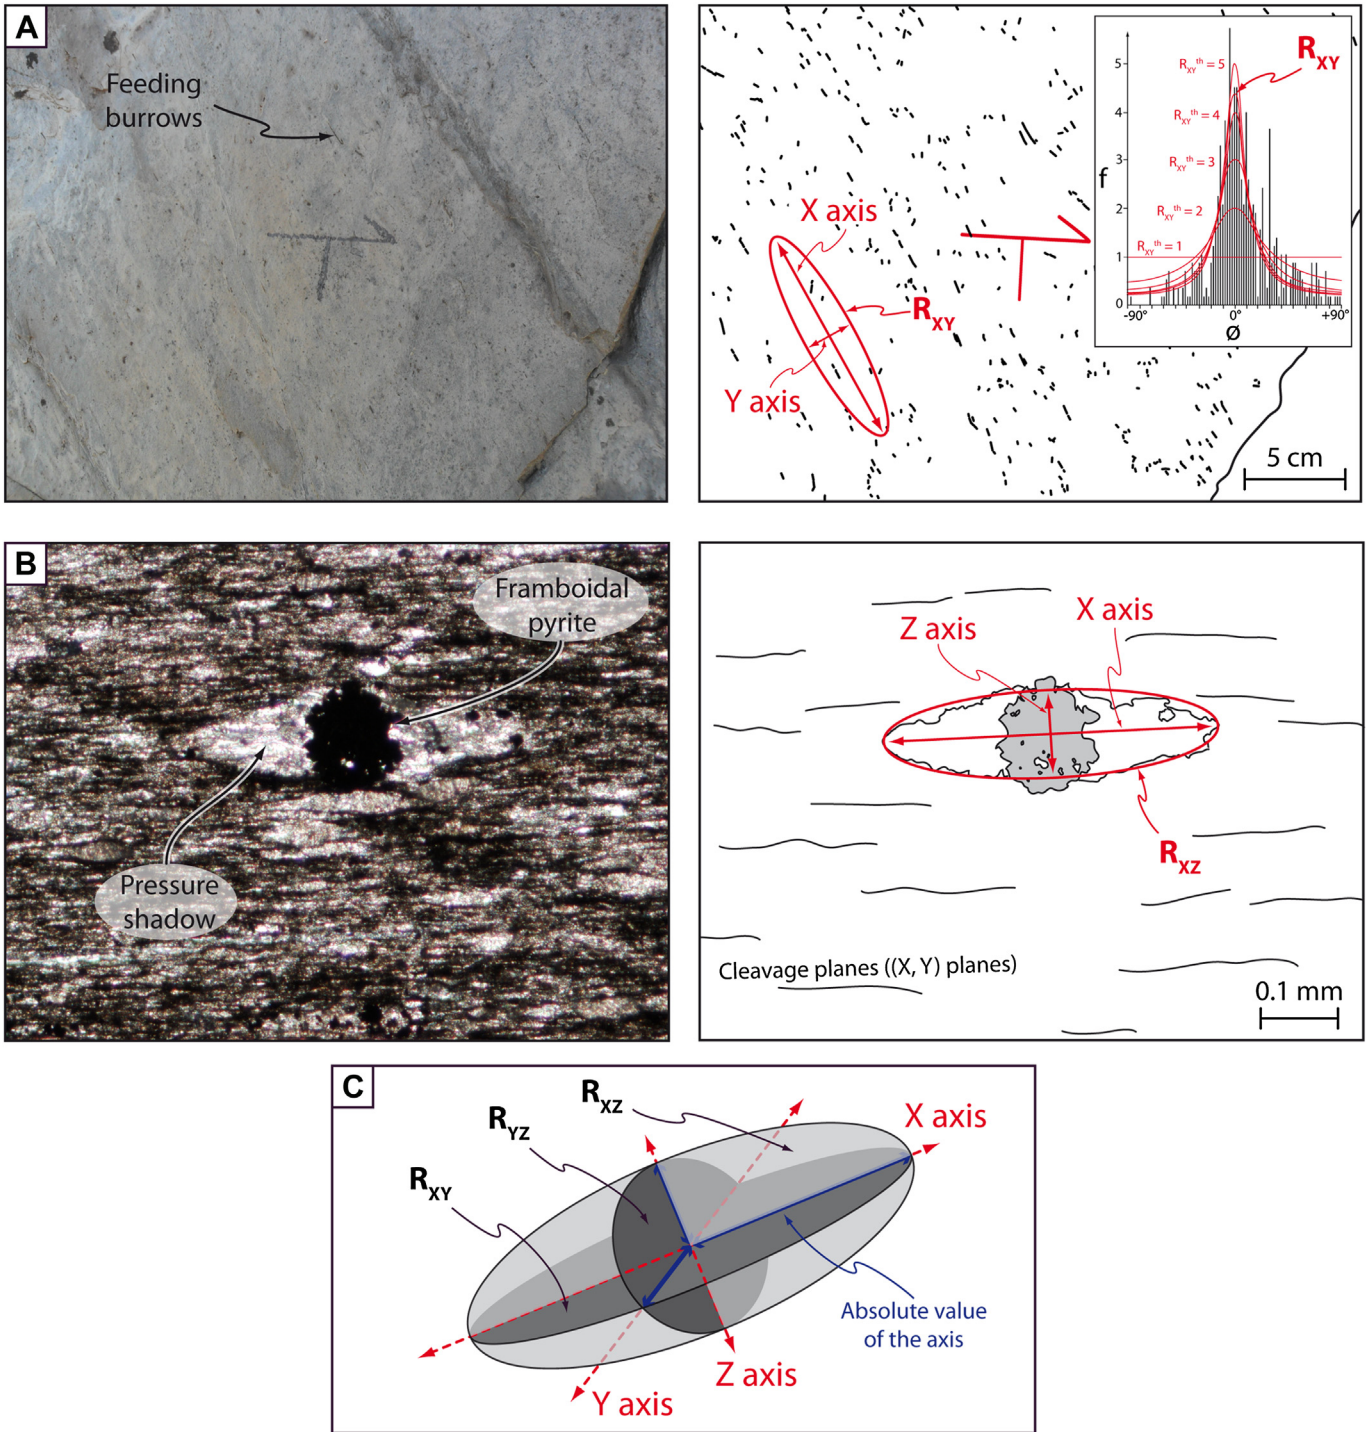 A
Feeding
burrows
X axis
R_XY
Y axis
5 cm
R_XY
R_XY^th = 5
R_XY^th = 4
R_XY^th = 3
R_XY^th = 2
R_XY^th = 1
f
5
4
3
2
1
0
-90° 0° +90°
Ø
B
Framboidal
pyrite
Pressure
shadow
Z axis
X axis
R_XZ
Cleavage planes ((X, Y) planes)
0.1 mm
C
R_XZ
R_YZ
R_XY
X axis
Absolute value
of the axis
Z axis
Y axis